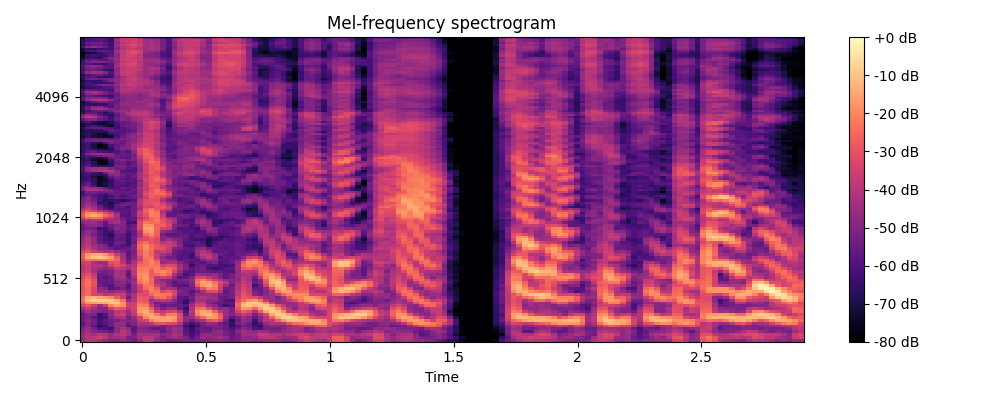 Mel-frequency spectrogram
+0 dB
4096
-10 dB
-20 dB
2048
-30 dB
Hz
-40 dB
1024
-50 dB
512
-60 dB
-70 dB
0
-80 dB
0
0.5
1
1.5
2
2.5
Time